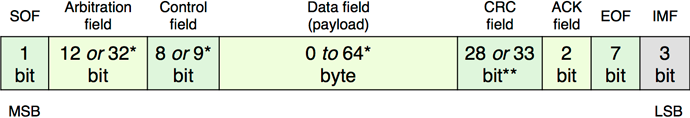 SOF
Arbitration
field
Control
field
Data field
(payload)
CRC
field
ACK
field
EOF
IMF
1
bit
12 or 32*
bit
8 or 9*
bit
0 to 64*
byte
28 or 33
bit**
2
bit
7
bit
3
bit
MSB
LSB